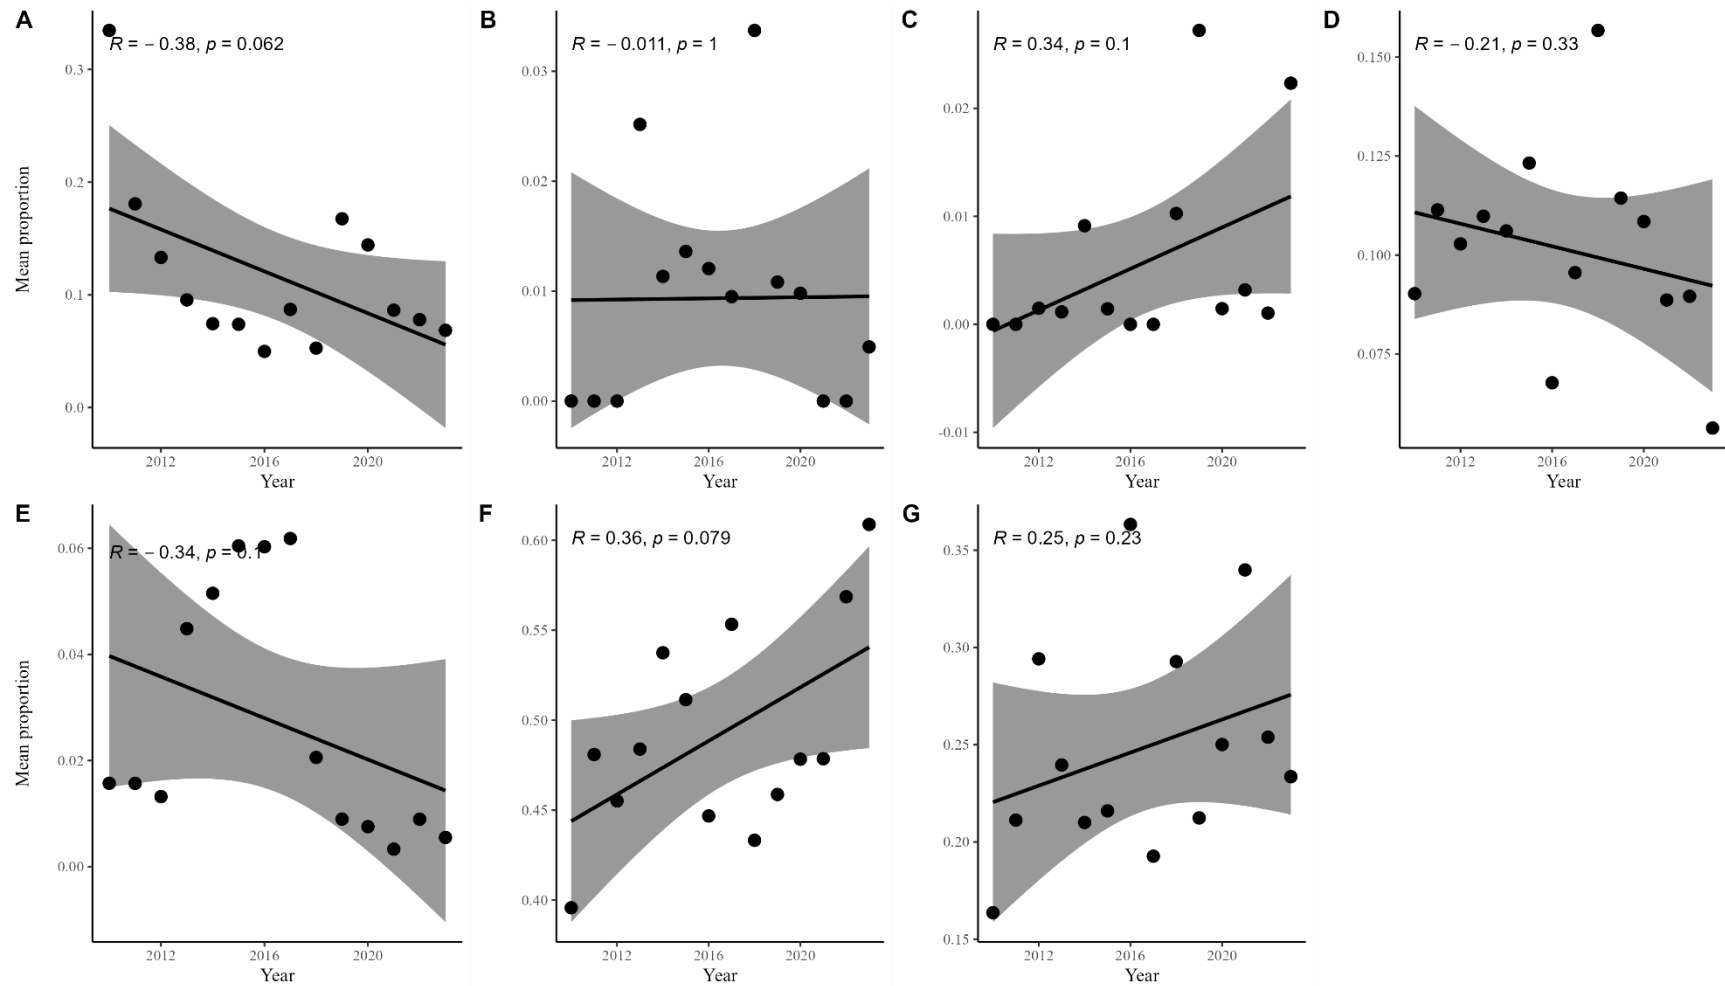 A
R = − 0.38, p = 0.062
Mean proportion
0.3
0.2
0.1
0.0
2012 2016 2020
Year
B
R = − 0.011, p = 1
0.03
0.02
0.01
0.00
2012 2016 2020
Year
C
R = 0.34, p = 0.1
0.02
0.01
0.00
-0.01
2012 2016 2020
Year
D
R = − 0.21, p = 0.33
0.150
0.125
0.100
0.075
2012 2016 2020
Year
E
R = − 0.34, p = 0.1
Mean proportion
0.06
0.04
0.02
0.00
2012 2016 2020
Year
F
R = 0.36, p = 0.079
0.60
0.55
0.50
0.45
0.40
2012 2016 2020
Year
G
R = 0.25, p = 0.23
0.35
0.30
0.25
0.20
0.15
2012 2016 2020
Year